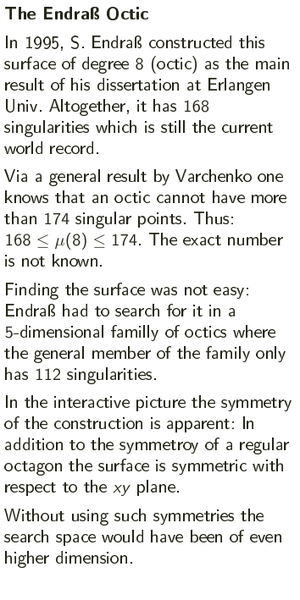 The Endraß Octic
In 1995, S. Endraß constructed this
surface of degree 8 (octic) as the main
result of his dissertation at Erlangen
Univ. Altogether, it has 168
singularities which is still the current
world record.
Via a general result by Varchenko one
knows that an octic cannot have more
than 174 singular points. Thus:
168 ≤ μ(8) ≤ 174. The exact number
is not known.
Finding the surface was not easy:
Endraß had to search for it in a
5-dimensional familly of octics where
the general member of the family only
has 112 singularities.
In the interactive picture the symmetry
of the construction is apparent: In
addition to the symmetroy of a regular
octagon the surface is symmetric with
respect to the xy plane.
Without using such symmetries the
search space would have been of even
higher dimension.